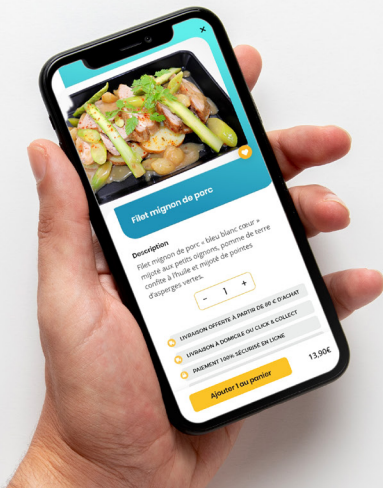 ×
Filet mignon de porc
Description
Filet mignon de porc « bleu blanc cœur »
mijoté aux petits oignons, pomme de terre
confite à l'huile et mijoté de pointes
d'asperges vertes.
- 1 +
LIVRAISON OFFERTE À PARTIR DE 60 € D'ACHAT
LIVRAISON À DOMICILE OU CLICK & COLLECT
PAIEMENT 100% SÉCURISÉ EN LIGNE
Ajouter 1 au panier
13,90€